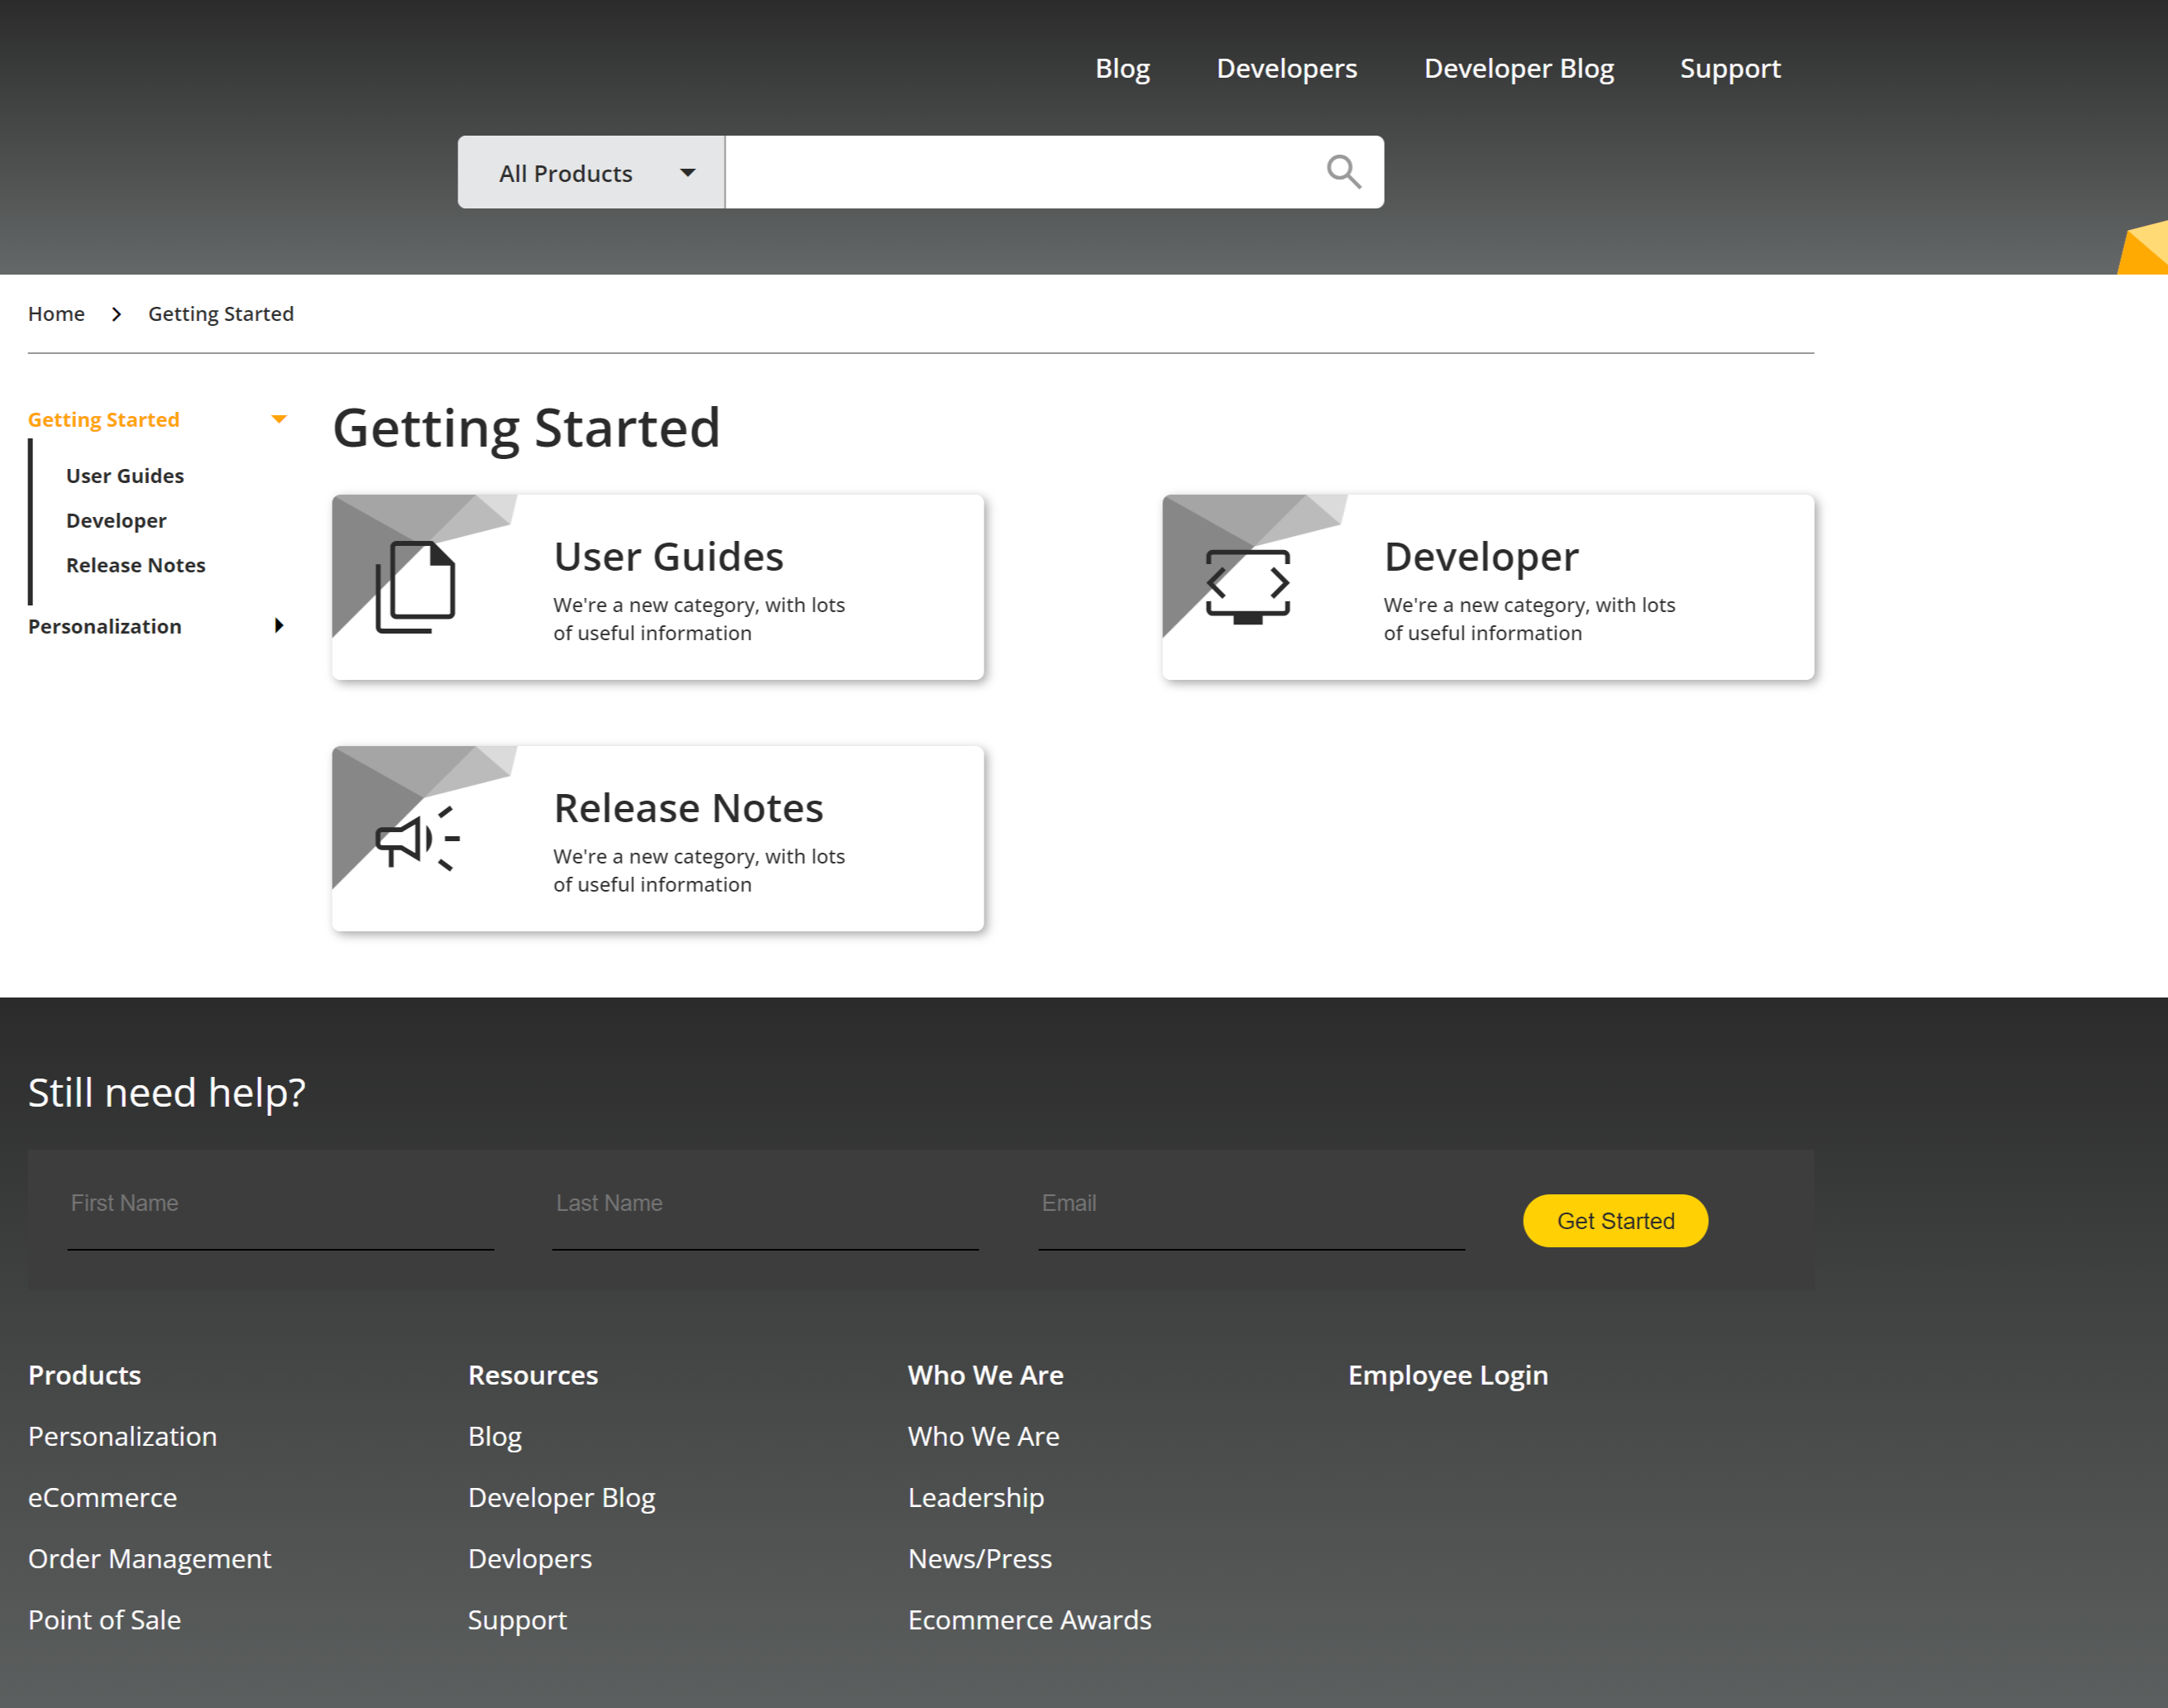 Blog Developers Developer Blog Support
All Products
Home Getting Started
Getting Started
User Guides
Developer
Release Notes
Personalization
Getting Started
User Guides
We're a new category, with lots
of useful information
Developer
We're a new category, with lots
of useful information
Release Notes
We're a new category, with lots
of useful information
Still need help?
First Name Last Name Email Get Started
Products
Personalization
eCommerce
Order Management
Point of Sale
Resources
Blog
Developer Blog
Devlopers
Support
Who We Are
Who We Are
Leadership
News/Press
Ecommerce Awards
Employee Login